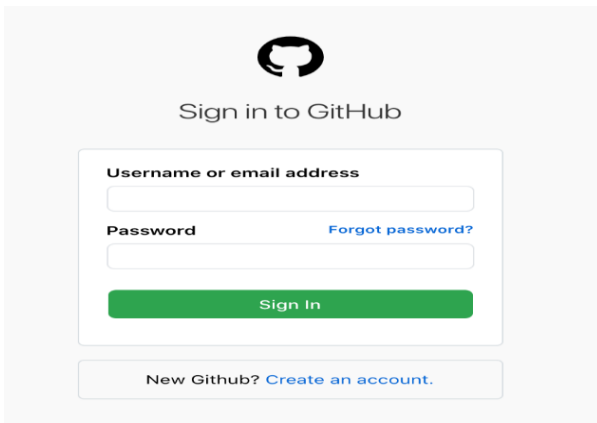 Sign in to GitHub
Username or email address
Password Forgot password?
Sign In
New Github? Create an account.